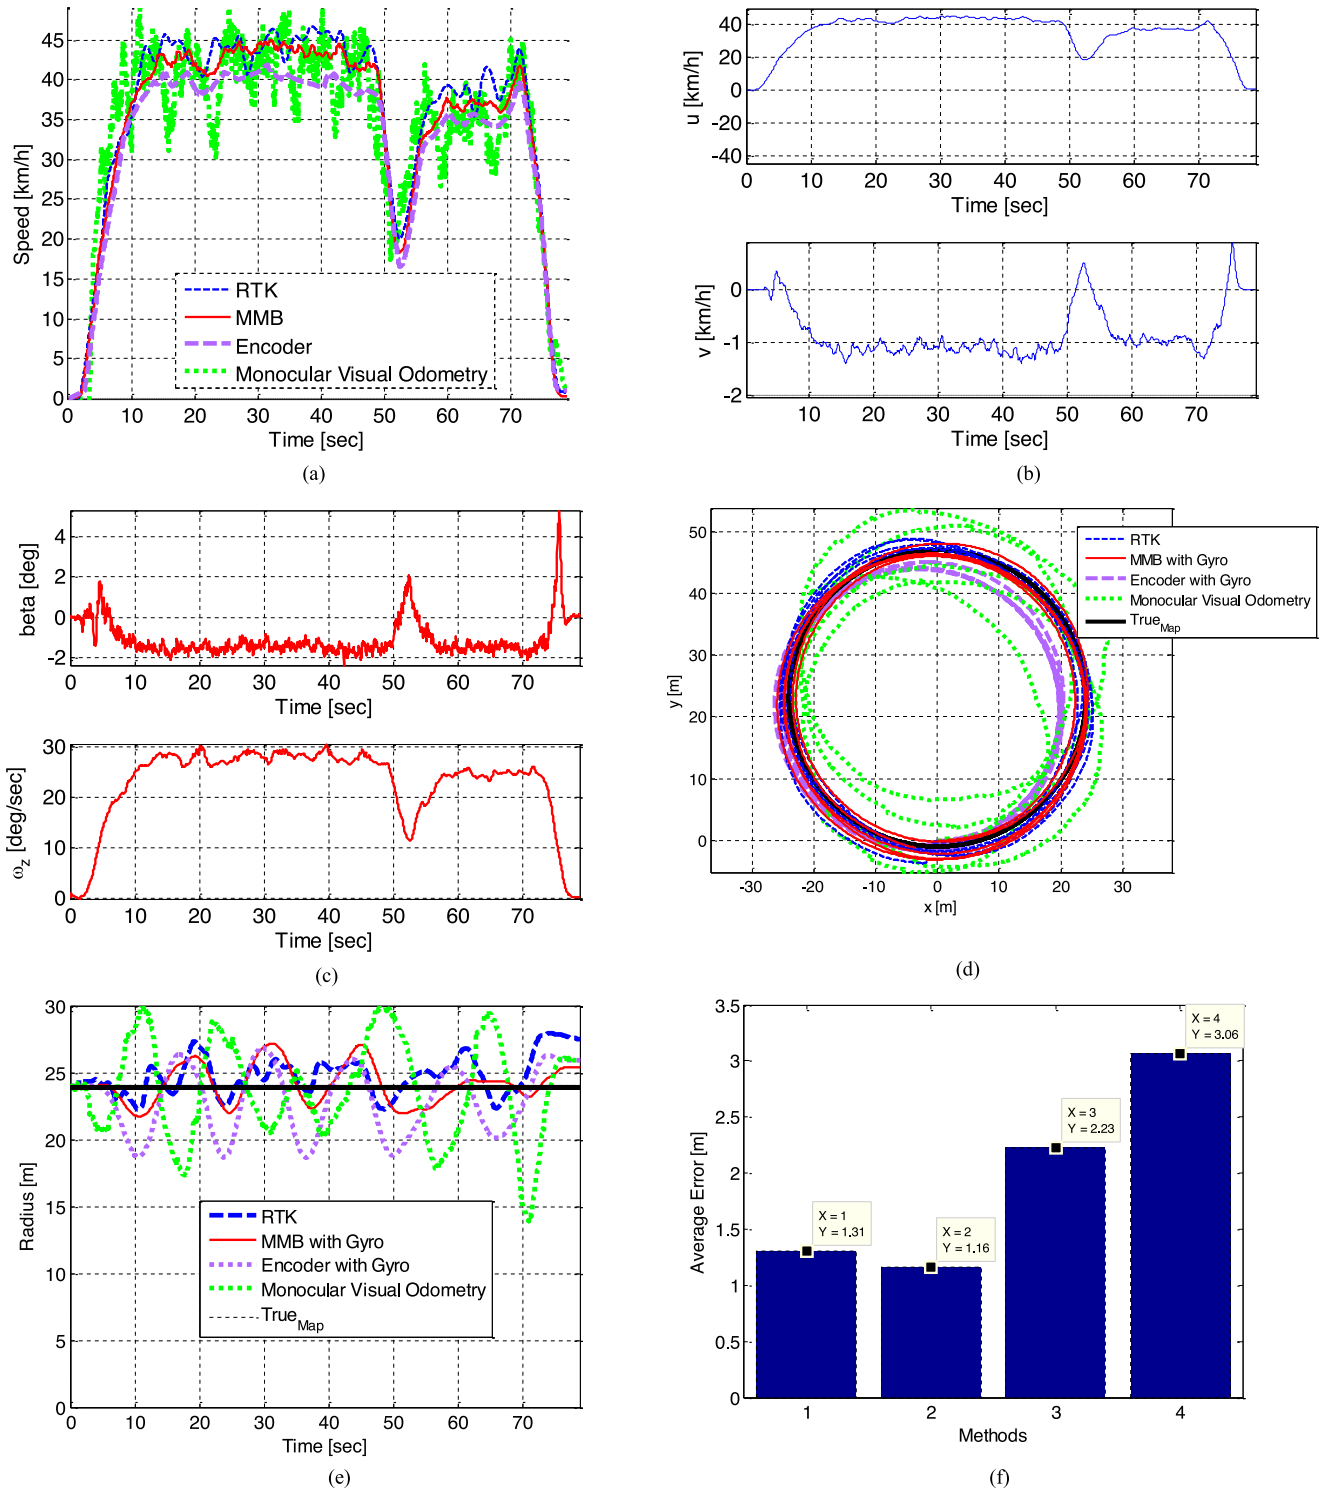 45
40
35
30
25
20
15
10
5
0
Speed [km/h]
RTK
MMB
Encoder
Monocular Visual Odometry
0 10 20 30 40 50 60 70
Time [sec]
(a)
40
20
0
-20
-40
u [km/h]
0 10 20 30 40 50 60 70
Time [sec]
0
-1
-2
v [km/h]
10 20 30 40 50 60 70
Time [sec]
(b)
4
2
0
-2
beta [deg]
0 10 20 30 40 50 60 70
Time [sec]
30
20
10
0
ωz [deg/sec]
0 10 20 30 40 50 60 70
Time [sec]
(c)
50
40
30
20
10
0
y [m]
RTK
MMB with Gyro
Encoder with Gyro
Monocular Visual Odometry
True Map
-30 -20 -10 0 10 20 30
x [m]
(d)
30
25
20
15
10
5
0
Radius [m]
RTK
MMB with Gyro
Encoder with Gyro
Monocular Visual Odometry
True Map
0 10 20 30 40 50 60 70
Time [sec]
(e)
3.5
3
2.5
2
1.5
1
0.5
0
Average Error [m]
X = 1
Y = 1.31
X = 2
Y = 1.16
X = 3
Y = 2.23
X = 4
Y = 3.06
1 2 3 4
Methods
(f)